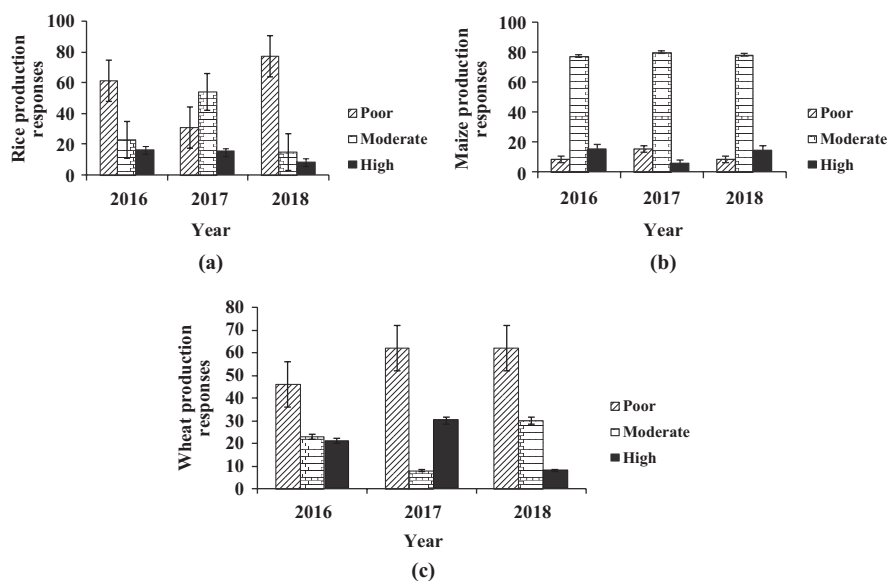 100
80
60
40
20
0
Rice production
responses
2016
2017
2018
Year
Poor
Moderate
High
(a)
100
80
60
40
20
0
Maize production
responses
2016
2017
2018
Year
Poor
Moderate
High
(b)
80
70
60
50
40
30
20
10
0
Wheat production
responses
2016
2017
2018
Year
Poor
Moderate
High
(c)